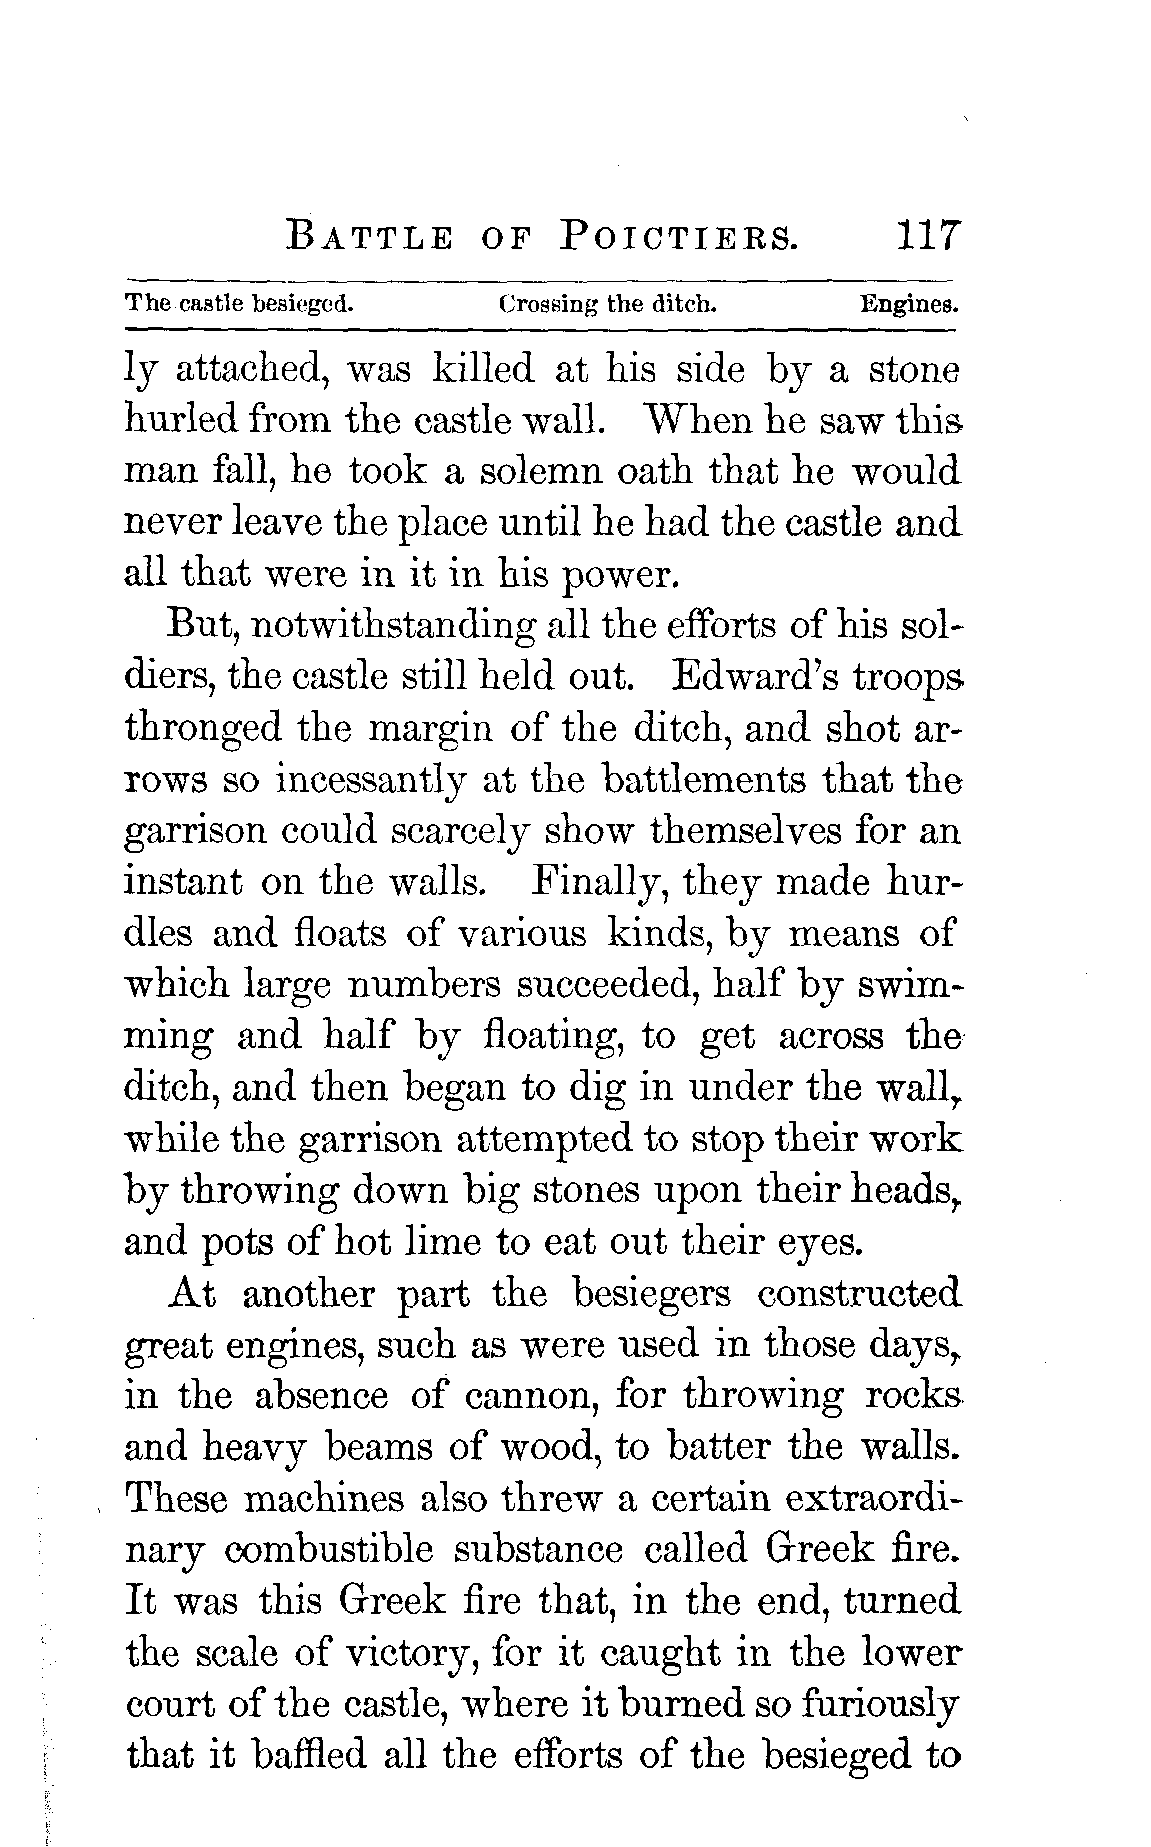 BATTLE OF POICTIERS. 117
The castle besieged. Crossing the ditch. Engines.
ly attached, was killed at his side by a stone
hurled from the castle wall. When he saw this
man fall, he took a solemn oath that he would
never leave the place until he had the castle and
all that were in it in his power.
But, notwithstanding all the efforts of his sol-
diers, the castle still held out. Edward's troops
thronged the margin of the ditch, and shot ar-
rows so incessantly at the battlements that the
garrison could scarcely show themselves for an
instant on the walls. Finally, they made hur-
dles and floats of various kinds, by means of
which large numbers succeeded, half by swim-
ming and half by floating, to get across the
ditch, and then began to dig in under the wall,
while the garrison attempted to stop their work
by throwing down big stones upon their heads,
and pots of hot lime to eat out their eyes.
At another part the besiegers constructed
great engines, such as were used in those days,
in the absence of cannon, for throwing rocks
and heavy beams of wood, to batter the walls.
These machines also threw a certain extraordi-
nary combustible substance called Greek fire.
It was this Greek fire that, in the end, turned
the scale of victory, for it caught in the lower
court of the castle, where it burned so furiously
that it baffled all the efforts of the besieged to